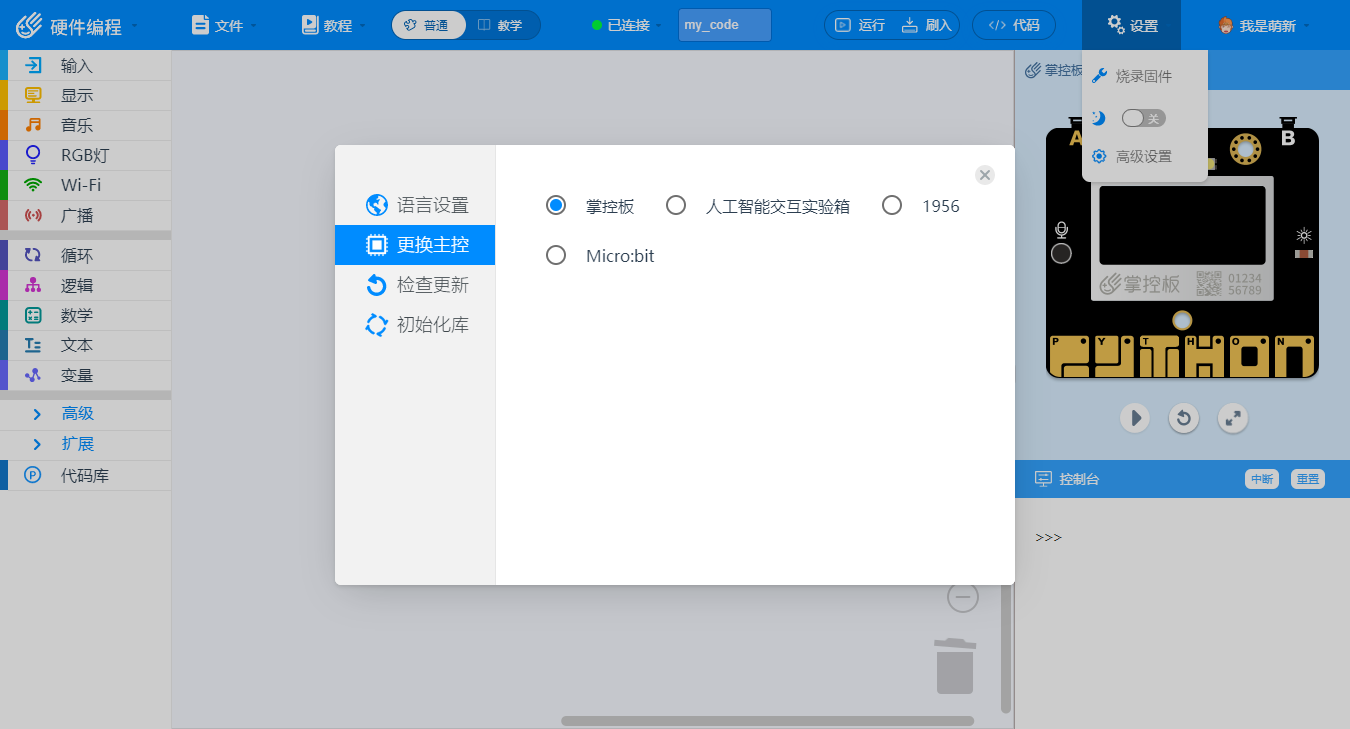 硬件编程
文件
教程
普通
教学
已连接
my_code
运行
刷入
代码
设置
我是萌新
输入
显示
音乐
RGB灯
Wi-Fi
广播
循环
逻辑
数学
文本
变量
高级
扩展
代码库
语言设置
更换主控
检查更新
初始化库
掌控板
人工智能交互实验箱
1956
Micro:bit
掌控板
烧录固件
关
高级设置
A
B
掌控板
01234
56789
P Y T H O N
控制台
中断
重置
>>>